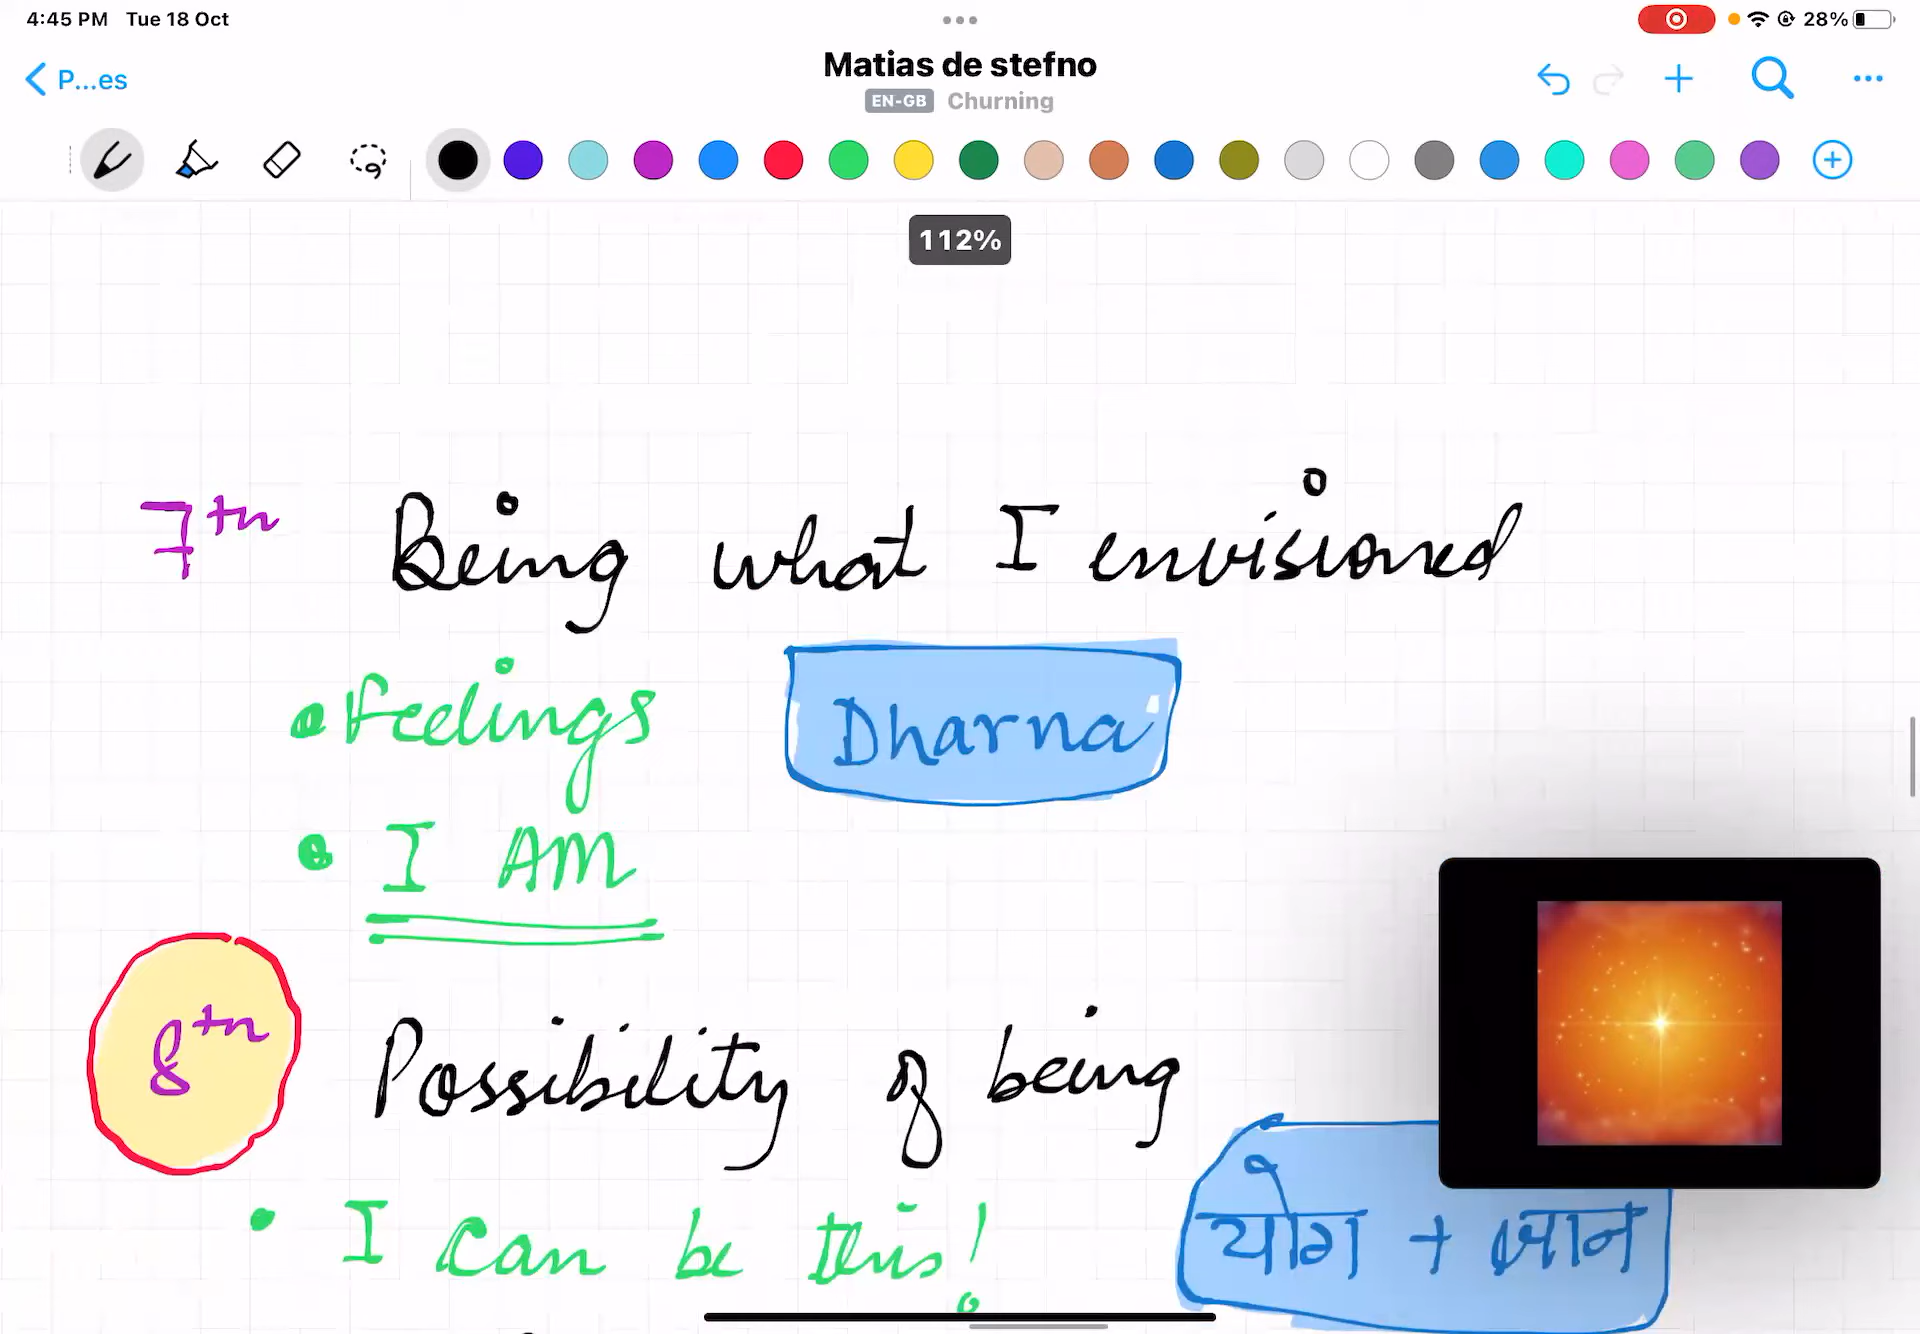 4:45 PM Tue 18 Oct
28%
P...es
Matias de stefno
EN-GB Churning
112%
7th Being what I envisioned
Feelings
Dharna
I AM
8th Possibility of being
I can be this!
योग + ज्ञान